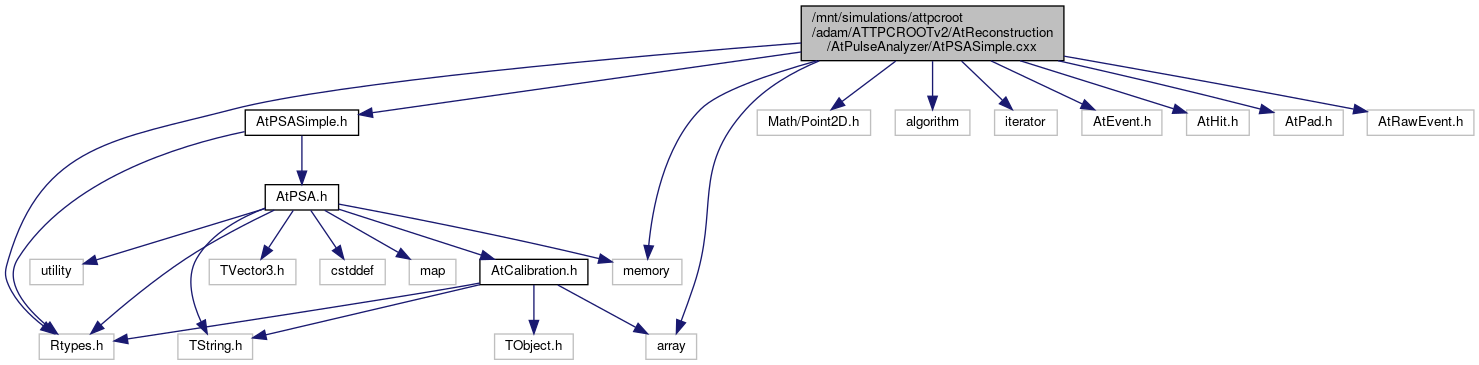 /mnt/simulations/attpcroot
/adam/ATTPCROOTv2/AtReconstruction
/AtPulseAnalyzer/AtPSASimple.cxx
AtPSASimple.h
Math/Point2D.h
algorithm
iterator
AtEvent.h
AtHit.h
AtPad.h
AtRawEvent.h
AtPSA.h
utility
TVector3.h
cstddef
map
AtCalibration.h
memory
Rtypes.h
TString.h
TObject.h
array